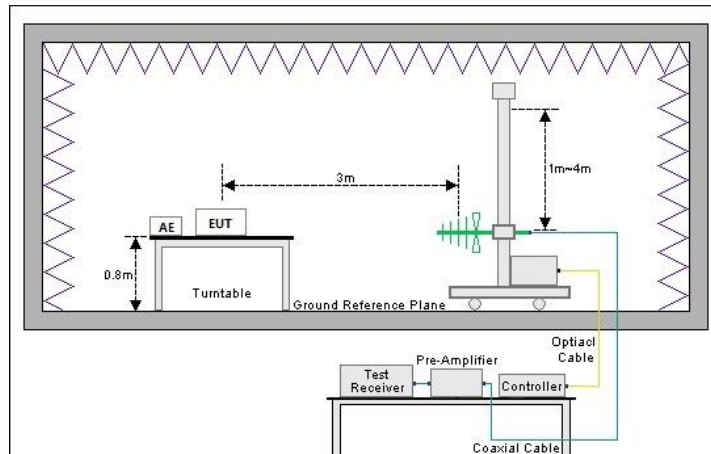 1m~4m
3m
AE
EUT
0.8m
Turntable
Ground Reference Plane
Optiacl
Cable
Pre-Amplifier
Test
Receiver
Controller
Coaxial Cable